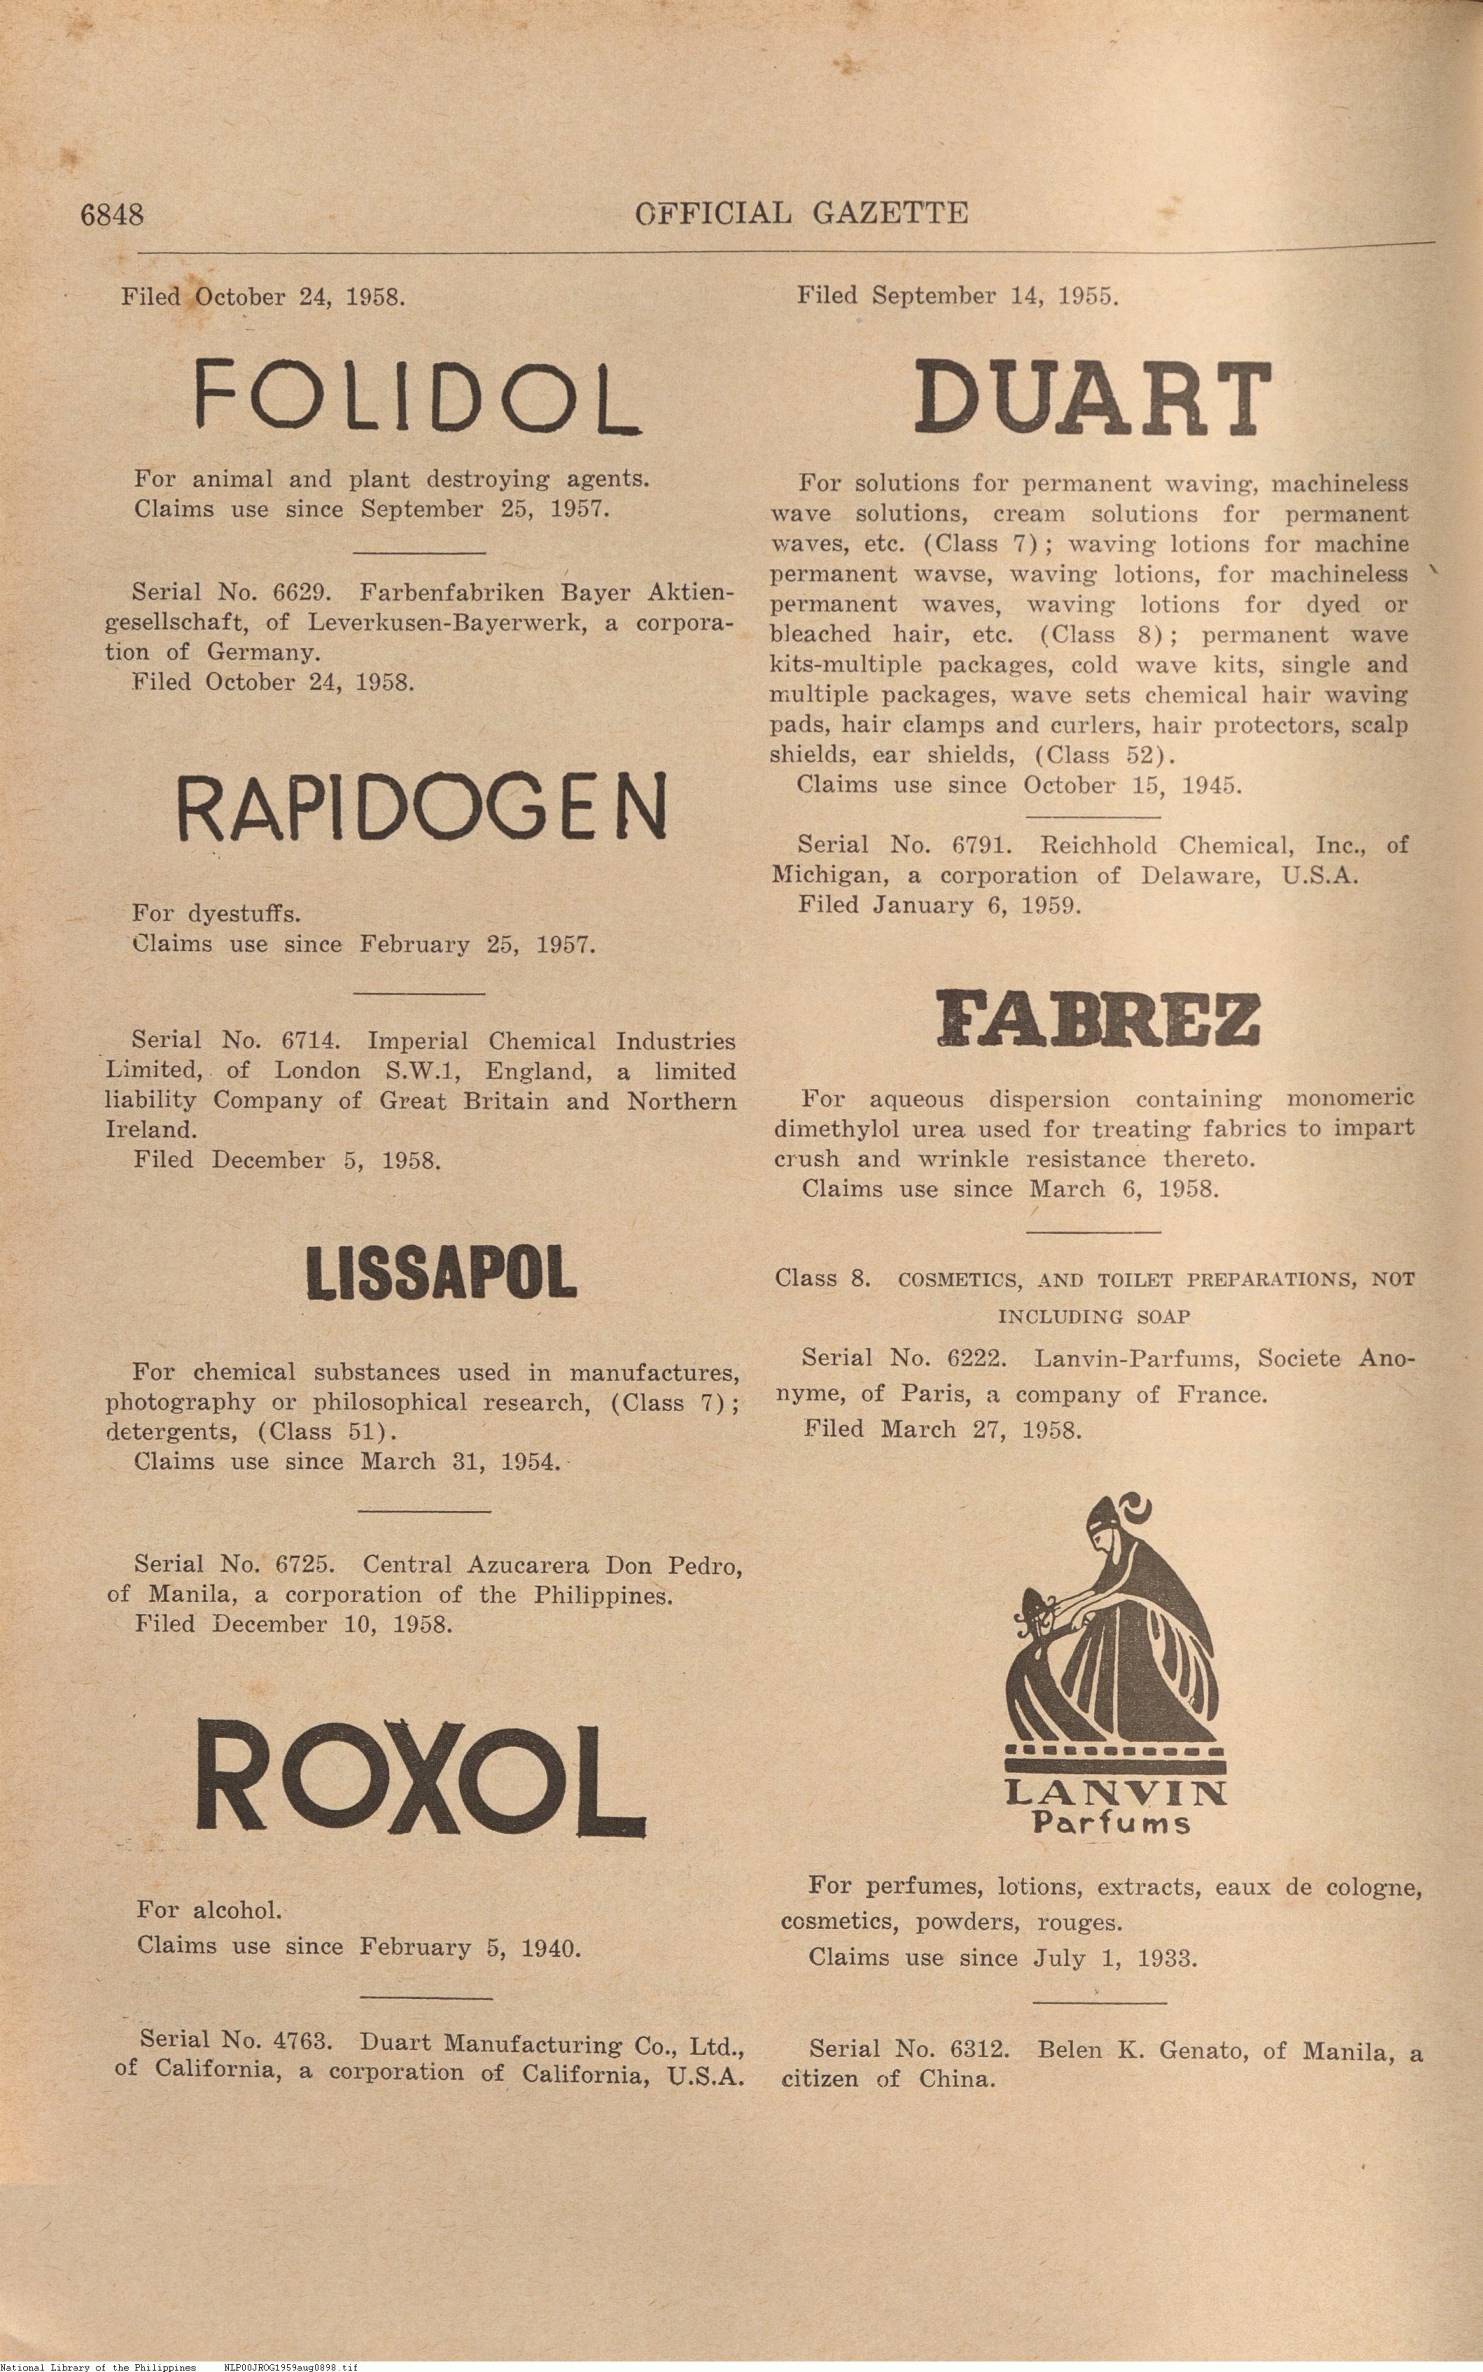 6848
OFFICIAL GAZETTE
Filed October 24, 1958.
FOLIDOL
For animal and plant destroying agents.
Claims use since September 25, 1957.
Serial No. 6629. Farbenfabriken Bayer Aktien-
gesellschaft, of Leverkusen-Bayerwerk, a corpora-
tion of Germany.
Filed October 24, 1958.
RAPIDOGEN
For dyestuffs.
Claims use since February 25, 1957.
Serial No. 6714. Imperial Chemical Industries
Limited, of London S.W.1, England, a limited
liability Company of Great Britain and Northern
Ireland.
Filed December 5, 1958.
LISSAPOL
For chemical substances used in manufactures,
photography or philosophical research, (Class 7);
detergents, (Class 51).
Claims use since March 31, 1954.
Serial No. 6725. Central Azucarera Don Pedro,
of Manila, a corporation of the Philippines.
Filed December 10, 1958.
ROXOL
For alcohol.
Claims use since February 5, 1940.
Serial No. 4763. Duart Manufacturing Co., Ltd.,
of California, a corporation of California, U.S.A.
Filed September 14, 1955.
DUART
For solutions for permanent waving, machineless
wave solutions, cream solutions for permanent
waves, etc. (Class 7); waving lotions for machine
permanent wavse, waving lotions, for machineless
permanent waves, waving lotions for dyed or
bleached hair, etc. (Class 8); permanent wave
kits-multiple packages, cold wave kits, single and
multiple packages, wave sets chemical hair waving
pads, hair clamps and curlers, hair protectors, scalp
shields, ear shields, (Class 52).
Claims use since October 15, 1945.
Serial No. 6791. Reichhold Chemical, Inc., of
Michigan, a corporation of Delaware, U.S.A.
Filed January 6, 1959.
FABREZ
For aqueous dispersion containing monomeric
dimethylol urea used for treating fabrics to impart
crush and wrinkle resistance thereto.
Claims use since March 6, 1958.
Class 8. COSMETICS, AND TOILET PREPARATIONS, NOT
INCLUDING SOAP
Serial No. 6222. Lanvin-Parfums, Societe Ano-
nyme, of Paris, a company of France.
Filed March 27, 1958.
LANVIN
Parfums
For perfumes, lotions, extracts, eaux de cologne,
cosmetics, powders, rouges.
Claims use since July 1, 1933.
Serial No. 6312. Belen K. Genato, of Manila, a
citizen of China.
National Library of the Philippines NLP00JROG1959aug0898.tif